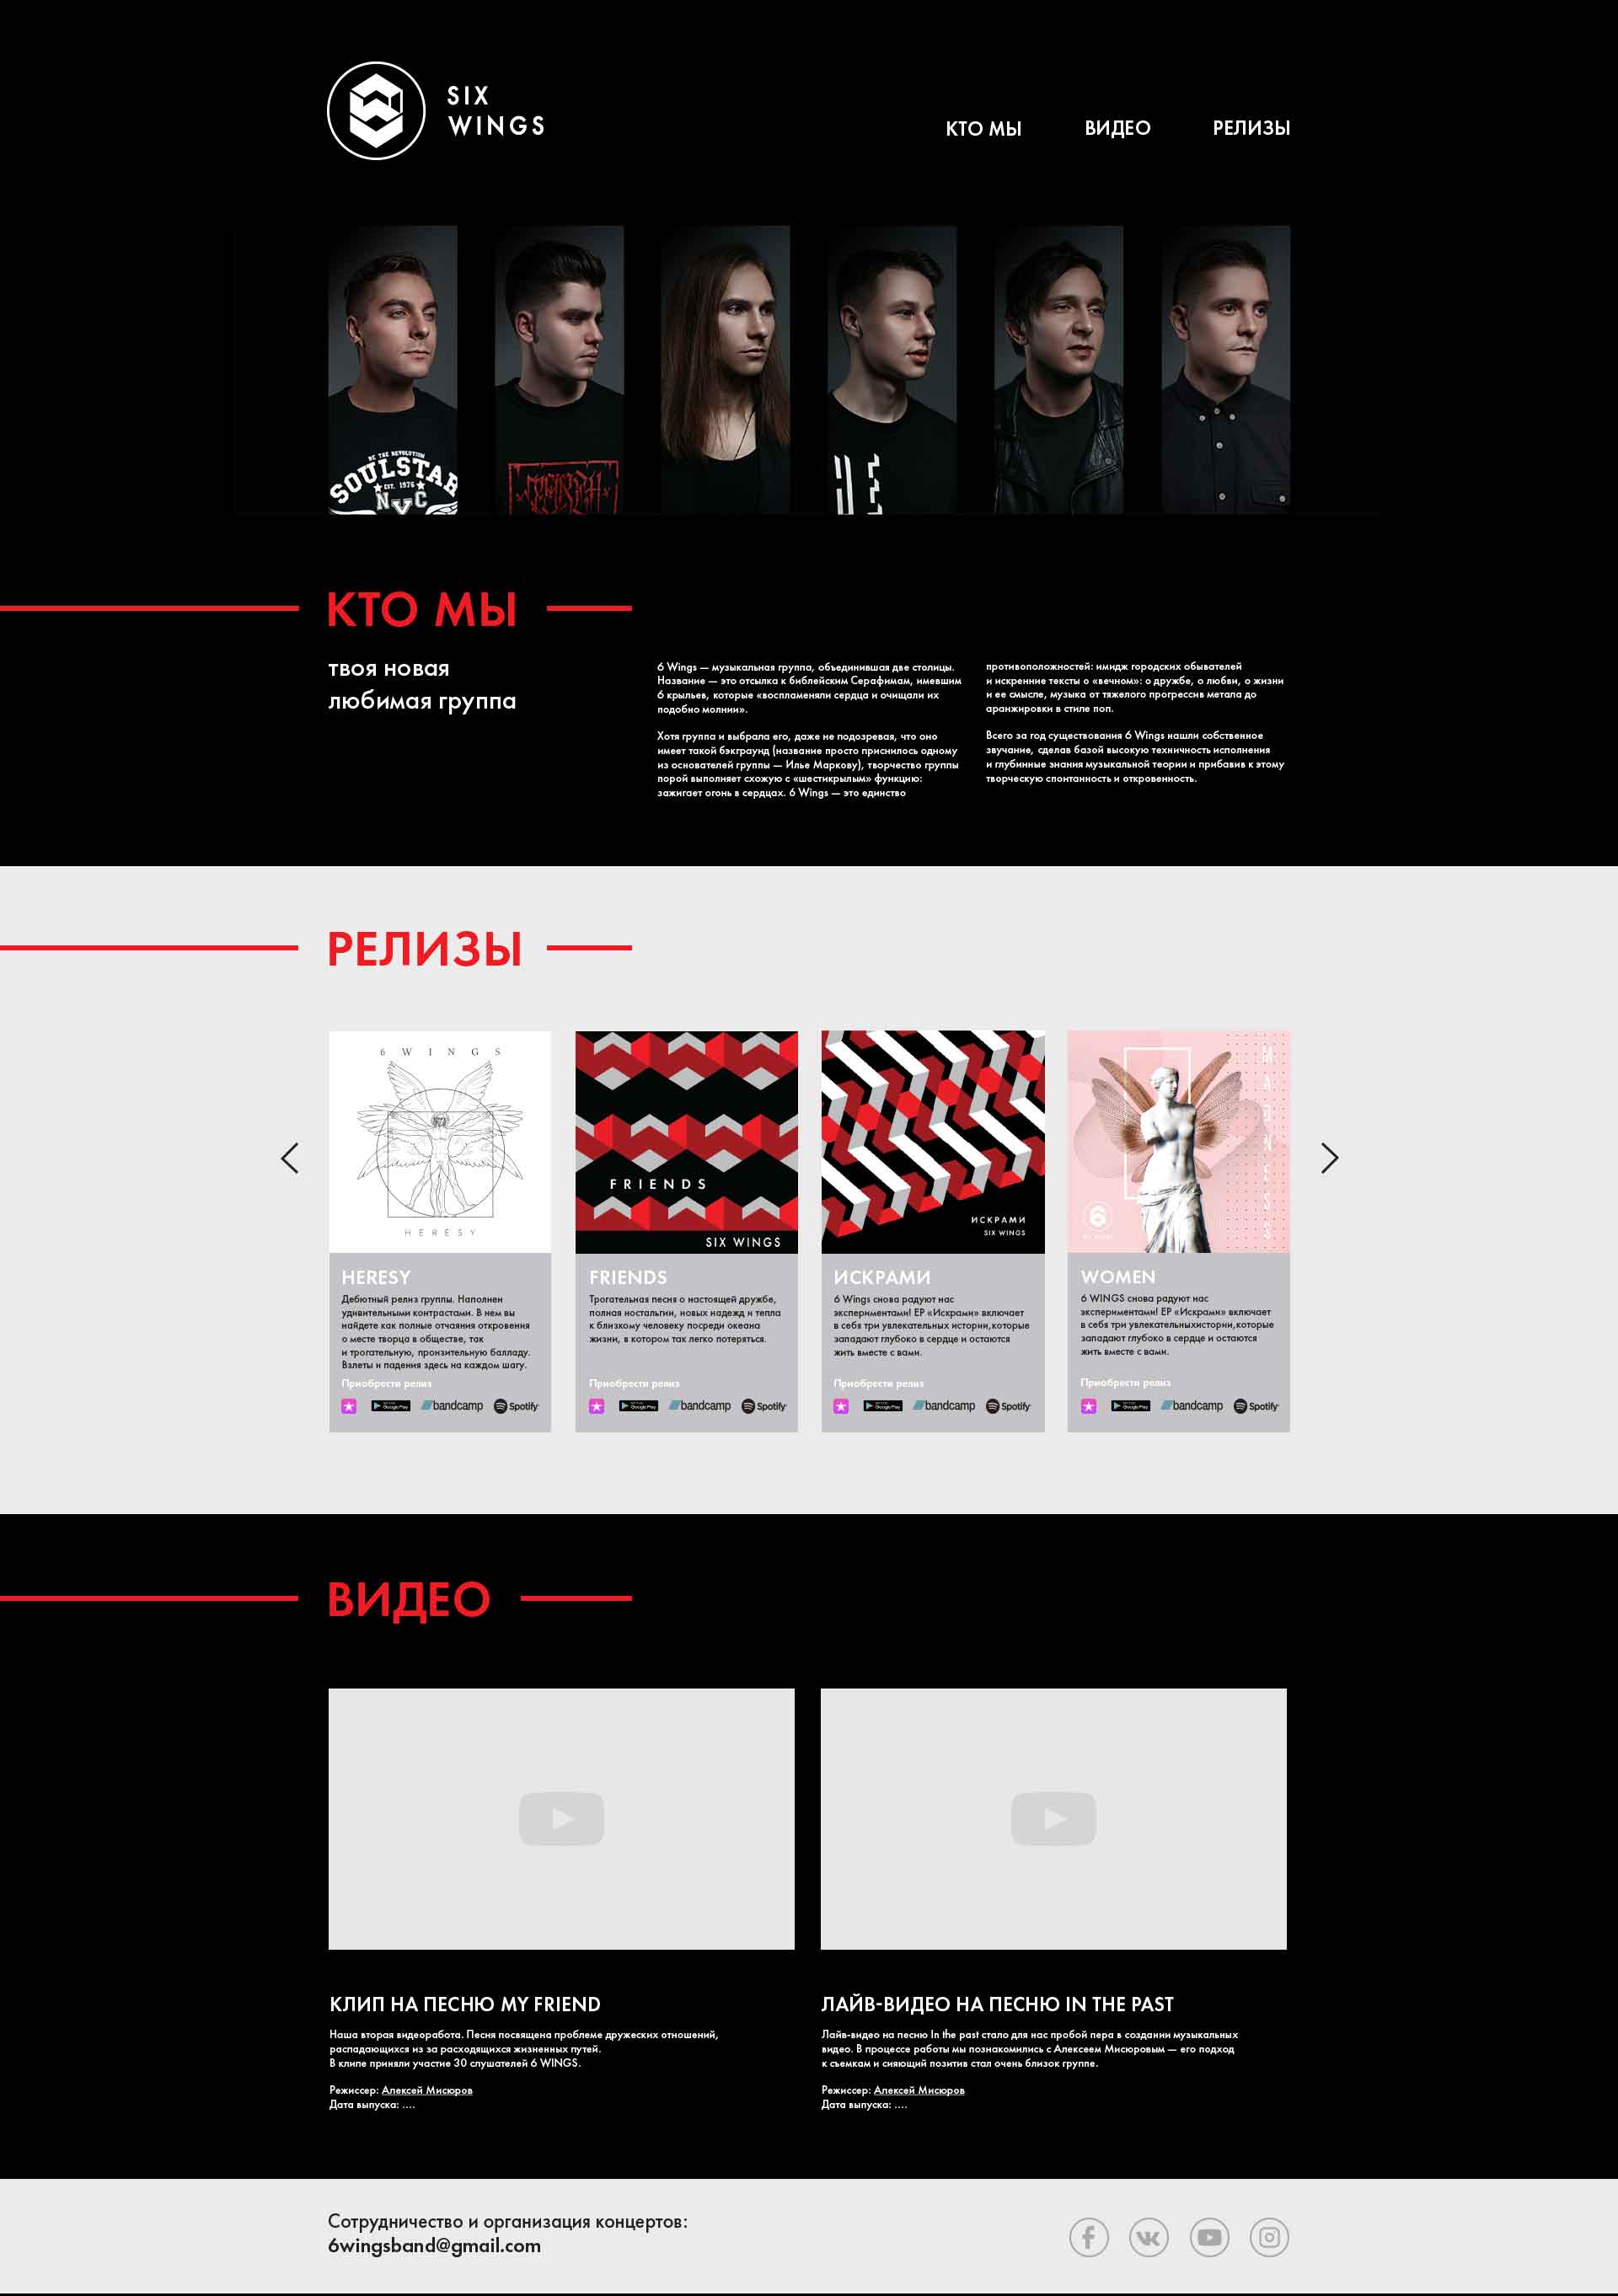 SIX
WINGS
КТО МЫ
ВИДЕО
РЕЛИЗЫ
BE THE REVOLUTION
SOULSTAR
EST. 1976
NYC
КТО МЫ
твоя новая
любимая группа
6 Wings — музыкальная группа, объединившая две столицы.
Название — это отсылка к библейским Серафимам, имевшим
6 крыльев, которые «воспламеняли сердца и очищали их
подобно молнии».
Хотя группа и выбрала его, даже не подозревая, что оно
имеет такой бэкграунд (название просто приснилось одному
из основателей группы — Илье Маркову), творчество группы
порой выполняет схожую с «шестикрылым» функцию:
зажигает огонь в сердцах. 6 Wings — это единство
противоположностей: имидж городских обывателей
и искренние тексты о «вечном»: о дружбе, о любви, о жизни
и ее смысле, музыка от тяжелого прогрессив метала до
аранжировки в стиле поп.
Всего за год существования 6 Wings нашли собственное
звучание, сделав базой высокую техничность исполнения
и глубинные знания музыкальной теории и прибавив к этому
творческую спонтанность и откровенность.
РЕЛИЗЫ
6 WINGS
HERESY
HERESY
Дебютный релиз группы. Наполнен
удивительными контрастами. В нем вы
найдете как полные отчаяния откровения
о месте творца в обществе, так
и трогательную, пронзительную балладу.
Взлеты и падения здесь на каждом шагу.
Приобрести релиз
Google Play
bandcamp
Spotify
FRIENDS
SIX WINGS
FRIENDS
Трогательная песня о настоящей дружбе,
полная ностальгии, новых надежд и тепла
к близкому человеку посреди океана
жизни, в котором так легко потеряться.
Приобрести релиз
Google Play
bandcamp
Spotify
ИСКРАМИ
SIX WINGS
ИСКРАМИ
6 Wings снова радуют нас
экспериментами! EP «Искрами» включает
в себя три увлекательных истории,которые
западают глубоко в сердце и остаются
жить вместе с вами.
Приобрести релиз
Google Play
bandcamp
Spotify
MADNESS
WOMEN
6 WINGS снова радуют нас
экспериментами! EP «Искрами» включает
в себя три увлекательныхистории,которые
западают глубоко в сердце и остаются
жить вместе с вами.
Приобрести релиз
Google Play
bandcamp
Spotify
ВИДЕО
КЛИП НА ПЕСНЮ MY FRIEND
Наша вторая видеоработа. Песня посвящена проблеме дружеских отношений,
распадающихся из за расходящихся жизненных путей.
В клипе приняли участие 30 слушателей 6 WINGS.
Режиссер: Алексей Мисюров
Дата выпуска: ....
ЛАЙВ-ВИДЕО НА ПЕСНЮ IN THE PAST
Лайв-видео на песню In the past стало для нас пробой пера в создании музыкальных
видео. В процессе работы мы познакомились с Алексеем Мисюровым — его подход
к съемкам и сияющий позитив стал очень близок группе.
Режиссер: Алексей Мисюров
Дата выпуска: ....
Сотрудничество и организация концертов:
6wingsband@gmail.com